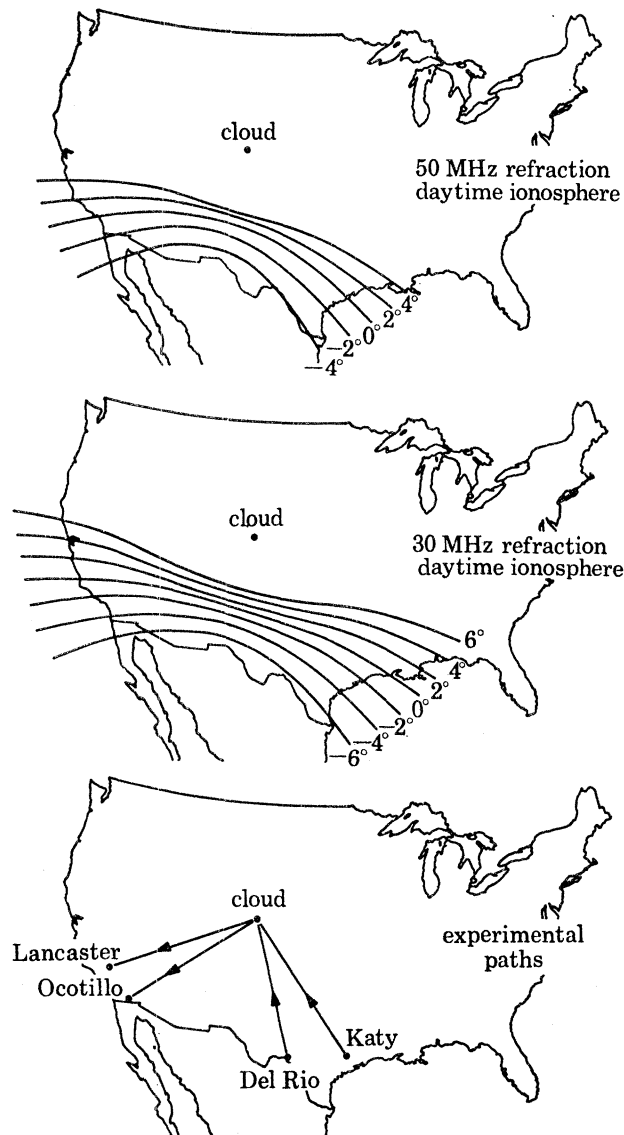 cloud
50 MHz refraction
daytime ionosphere
4°
2°
0°
−2°
−4°
cloud
30 MHz refraction
daytime ionosphere
6°
4°
2°
0°
−2°
−4°
−6°
cloud
experimental
paths
Lancaster
Ocotillo
Katy
Del Rio